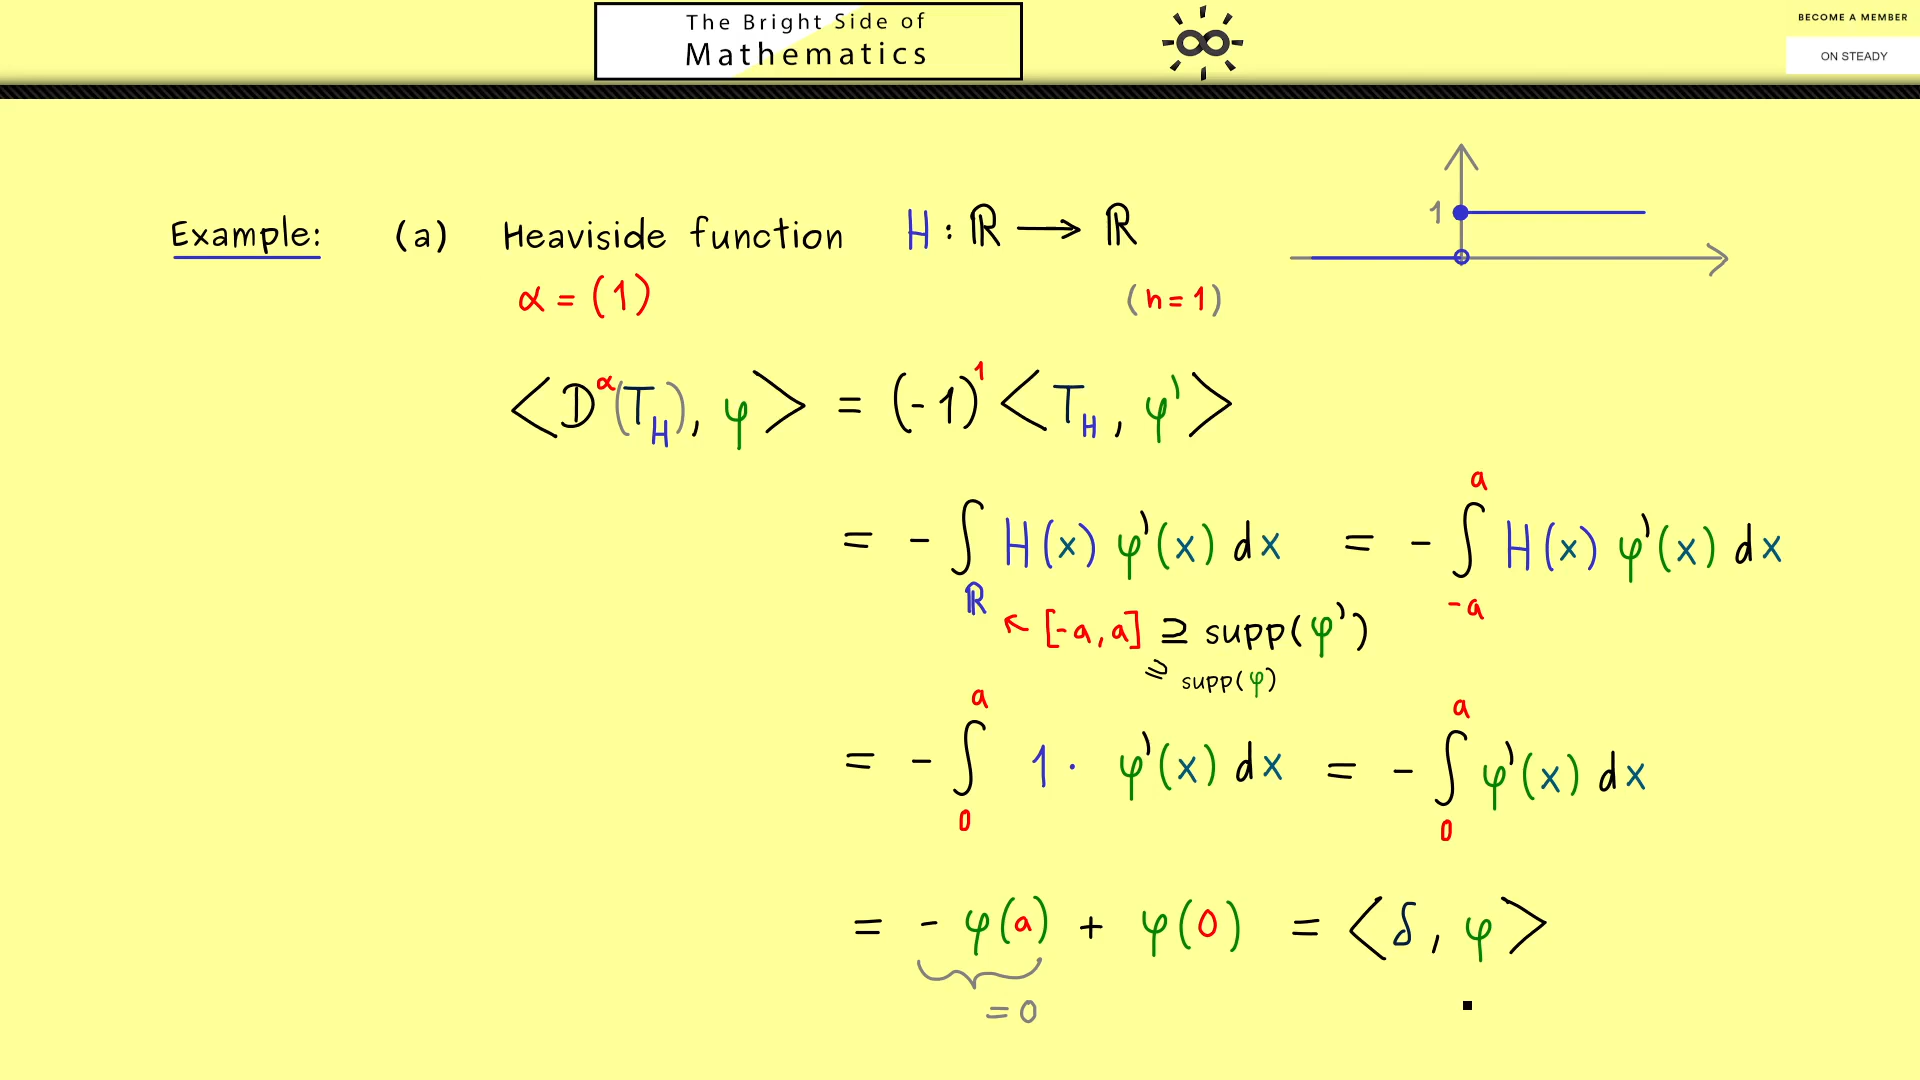 The Bright Side of
Mathematics
BECOME A MEMBER
ON STEADY
Example: (a) Heaviside function H : ℝ ⟶ ℝ
1
α = (1) (n = 1)
<D^α(T_H), φ> = (-1)^1 <T_H, φ'>
= - ∫_ℝ H(x) φ'(x) dx = - ∫_{-a}^{a} H(x) φ'(x) dx
↖ [-a, a] ⊇ supp(φ')
⊇ supp(φ)
= - ∫_0^a 1 · φ'(x) dx = - ∫_0^a φ'(x) dx
= - φ(a) + φ(0) = <δ, φ>
= 0